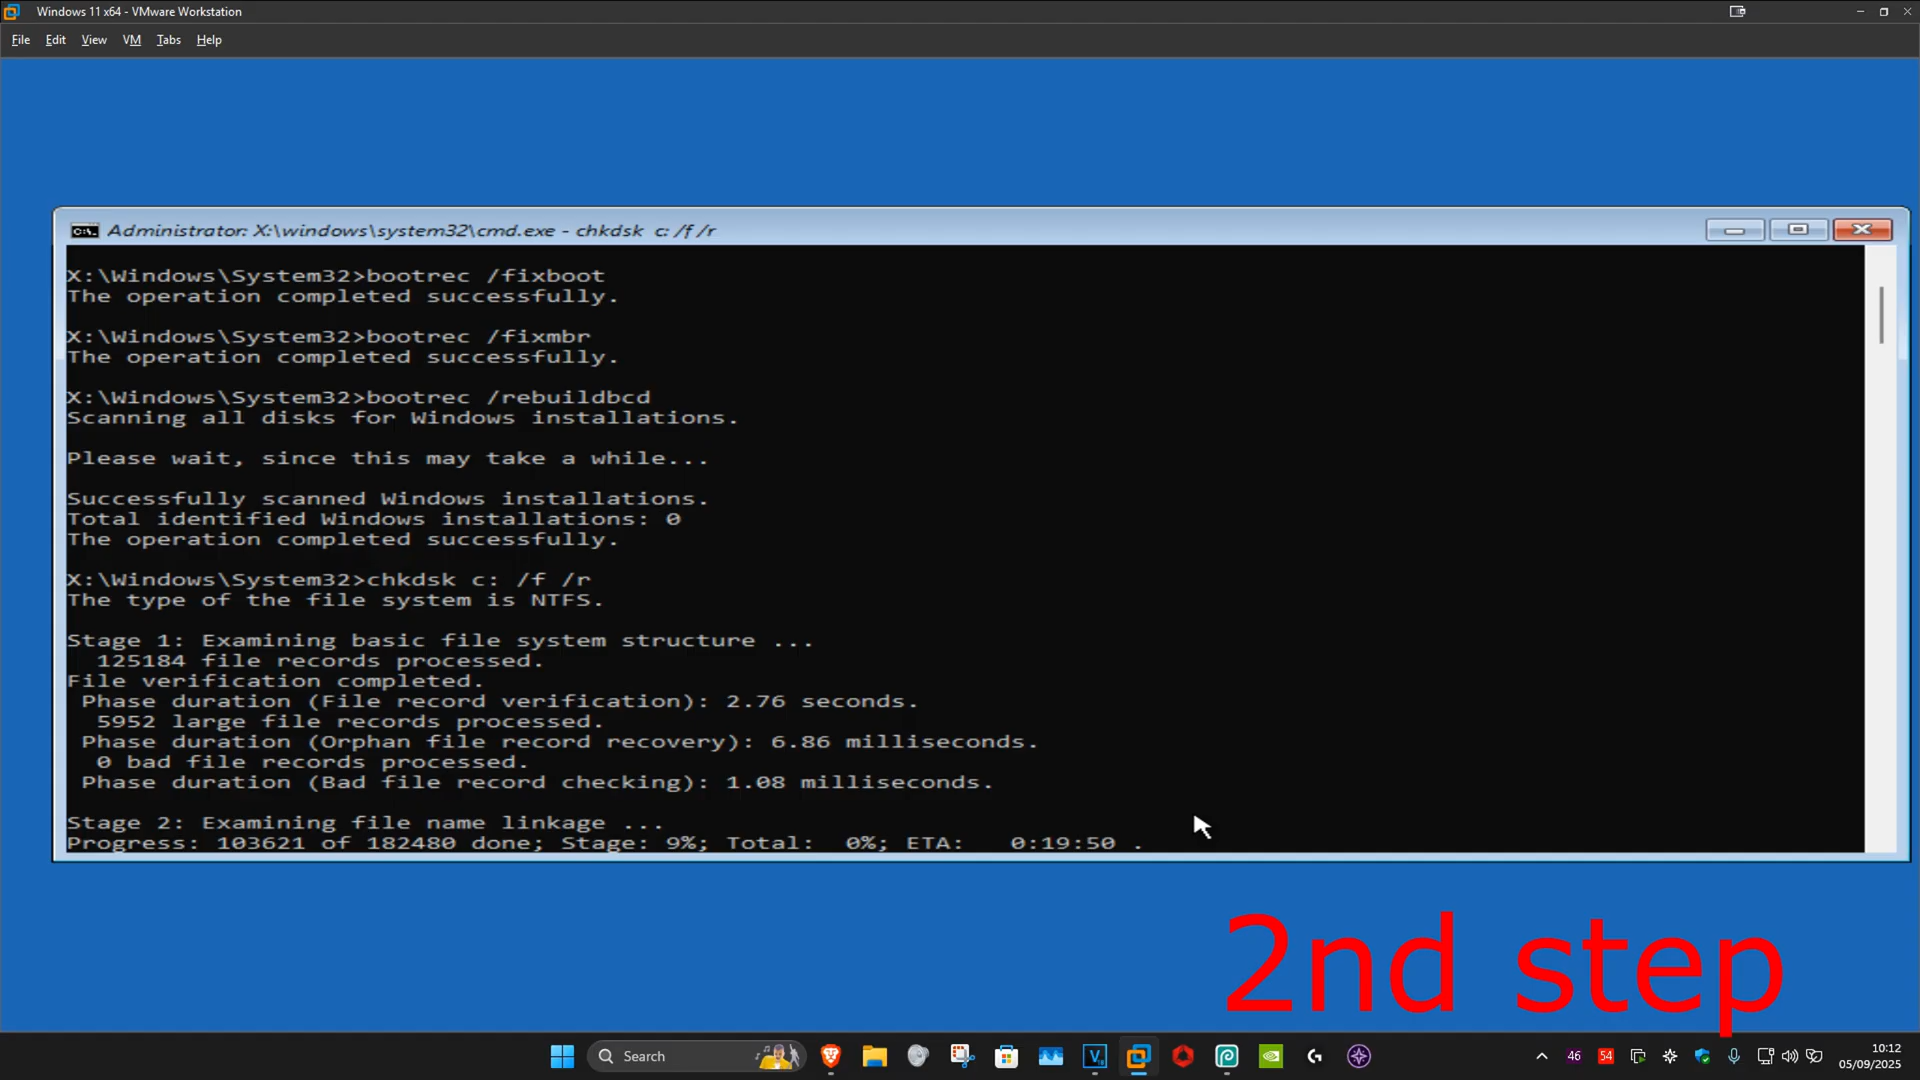 Windows 11 x64 - VMware Workstation
File Edit View VM Tabs Help
Administrator: X:\windows\system32\cmd.exe - chkdsk  c: /f /r
X:\Windows\System32>bootrec /fixboot
The operation completed successfully.
X:\Windows\System32>bootrec /fixmbr
The operation completed successfully.
X:\Windows\System32>bootrec /rebuildbcd
Scanning all disks for Windows installations.
Please wait, since this may take a while...
Successfully scanned Windows installations.
Total identified Windows installations: 0
The operation completed successfully.
X:\Windows\System32>chkdsk c: /f /r
The type of the file system is NTFS.
Stage 1: Examining basic file system structure ...
125184 file records processed.
File verification completed.
Phase duration (File record verification): 2.76 seconds.
5952 large file records processed.
Phase duration (Orphan file record recovery): 6.86 milliseconds.
0 bad file records processed.
Phase duration (Bad file record checking): 1.08 milliseconds.
Stage 2: Examining file name linkage ...
Progress: 103621 of 182480 done; Stage: 9%; Total:  0%; ETA:   0:19:50 .
2nd step
Search
46 54
10:12
05/09/2025